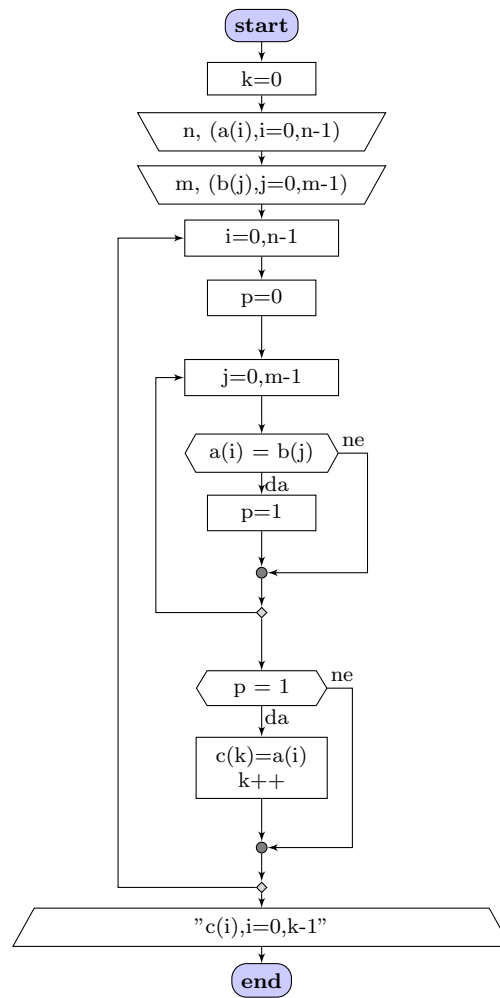 start
k=0
n, (a(i),i=0,n-1)
m, (b(j),j=0,m-1)
i=0,n-1
p=0
j=0,m-1
a(i) = b(j)
ne
da
p=1
p = 1
ne
da
c(k)=a(i)
k++
"c(i),i=0,k-1"
end